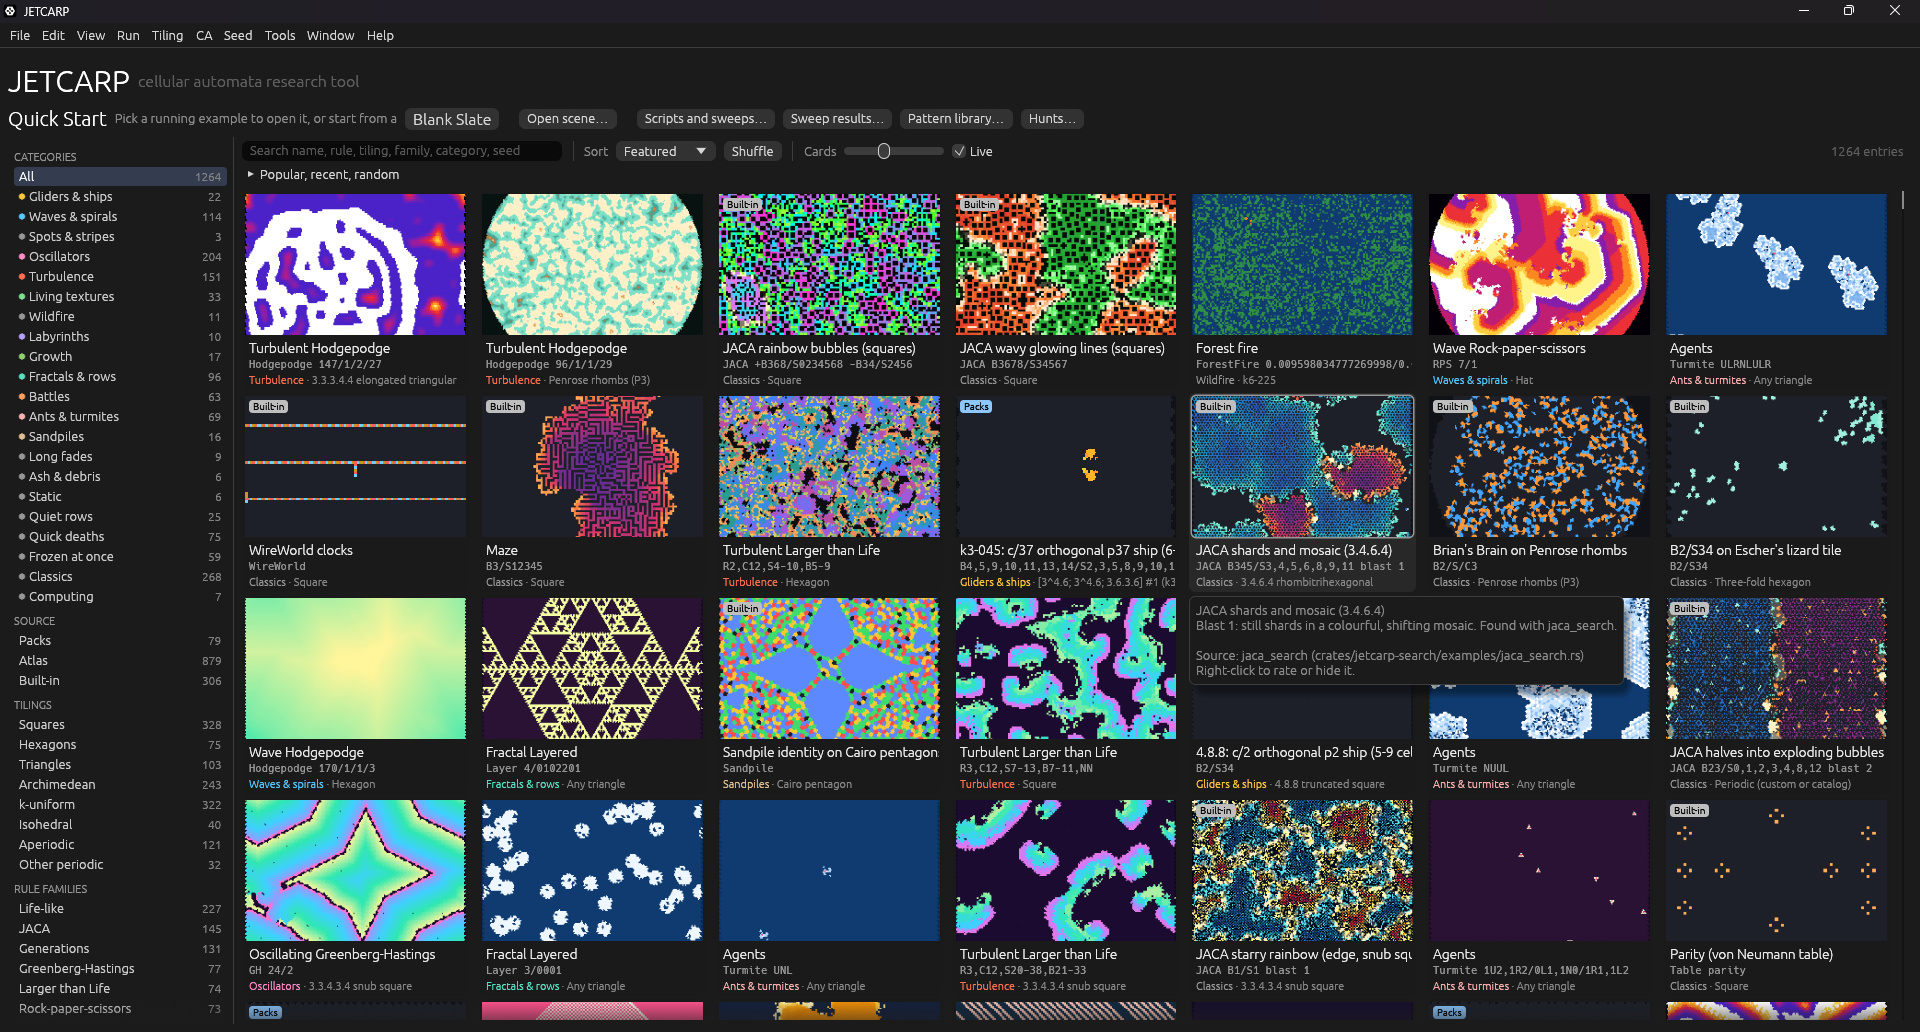 JETCARP
File Edit View Run Tiling CA Seed Tools Window Help
JETCARP cellular automata research tool
Quick Start Pick a running example to open it, or start from a Blank Slate Open scene... Scripts and sweeps... Sweep results... Pattern library... Hunts...
CATEGORIES
All 1264
Gliders & ships 22
Waves & spirals 114
Spots & stripes 3
Oscillators 204
Turbulence 151
Living textures 33
Wildfire 11
Labyrinths 10
Growth 17
Fractals & rows 96
Battles 63
Ants & turmites 69
Sandpiles 16
Long fades 9
Ash & debris 6
Static 6
Quiet rows 25
Quick deaths 75
Frozen at once 59
Classics 268
Computing 7
SOURCE
Packs 79
Atlas 879
Built-in 306
TILINGS
Squares 328
Hexagons 75
Triangles 103
Archimedean 243
k-uniform 322
Isohedral 40
Aperiodic 121
Other periodic 32
RULE FAMILIES
Life-like 227
JACA 145
Generations 131
Greenberg-Hastings 77
Larger than Life 74
Rock-paper-scissors 73
Search name, rule, tiling, family, category, seed Sort Featured Shuffle Cards Live 1264 entries
Popular, recent, random
Turbulent Hodgepodge
Hodgepodge 147/1/2/27
Turbulence · 3.3.3.4.4 elongated triangular
Turbulent Hodgepodge
Hodgepodge 96/1/1/29
Turbulence · Penrose rhombs (P3)
Built-in
JACA rainbow bubbles (squares)
JACA +B368/S0234568 -B34/S2456
Classics · Square
Built-in
JACA wavy glowing lines (squares)
JACA B3678/S34567
Classics · Square
Forest fire
ForestFire 0.009598034777269998/0.
Wildfire · k6-225
Wave Rock-paper-scissors
RPS 7/1
Waves & spirals · Hat
Agents
Turmite ULRNLULR
Ants & turmites · Any triangle
Built-in
WireWorld clocks
WireWorld
Classics · Square
Built-in
Maze
B3/S12345
Classics · Square
Turbulent Larger than Life
R2,C12,S4-10,B5-9
Turbulence · Hexagon
Packs
k3-045: c/37 orthogonal p37 ship (6-
B4,5,9,10,11,13,14/S2,3,5,8,9,10,1
Gliders & ships · [3^4.6; 3^4.6; 3.6.3.6] #1 (k3
Built-in
JACA shards and mosaic (3.4.6.4)
JACA B345/S3,4,5,6,8,9,11 blast 1
Classics · 3.4.6.4 rhombitrihexagonal
Built-in
Brian's Brain on Penrose rhombs
B2/S/C3
Classics · Penrose rhombs (P3)
Built-in
B2/S34 on Escher's lizard tile
B2/S34
Classics · Three-fold hexagon
Wave Hodgepodge
Hodgepodge 170/1/1/3
Waves & spirals · Hexagon
Fractal Layered
Layer 4/0102201
Fractals & rows · Any triangle
Built-in
Sandpile identity on Cairo pentagon
Sandpile
Sandpiles · Cairo pentagon
Turbulent Larger than Life
R3,C12,S7-13,B7-11,NN
Turbulence · Square
JACA shards and mosaic (3.4.6.4)
Blast 1: still shards in a colourful, shifting mosaic. Found with jaca_search.
Source: jaca_search (crates/jetcarp-search/examples/jaca_search.rs)
Right-click to rate or hide it.
4.8.8: c/2 orthogonal p2 ship (5-9 cel
B2/S34
Gliders & ships · 4.8.8 truncated square
Agents
Turmite NUUL
Ants & turmites · Any triangle
Built-in
JACA halves into exploding bubbles
JACA B23/S0,1,2,3,4,8,12 blast 2
Classics · Periodic (custom or catalog)
Oscillating Greenberg-Hastings
GH 24/2
Oscillators · 3.3.4.3.4 snub square
Fractal Layered
Layer 3/0001
Fractals & rows · Any triangle
Agents
Turmite UNL
Ants & turmites · Any triangle
Turbulent Larger than Life
R3,C12,S20-38,B21-33
Turbulence · 3.3.4.3.4 snub square
Built-in
JACA starry rainbow (edge, snub squ
JACA B1/S1 blast 1
Classics · 3.3.4.3.4 snub square
Agents
Turmite 1U2,1R2/0L1,1N0/1R1,1L2
Ants & turmites · Any triangle
Built-in
Parity (von Neumann table)
Table parity
Classics · Square
Packs
Packs